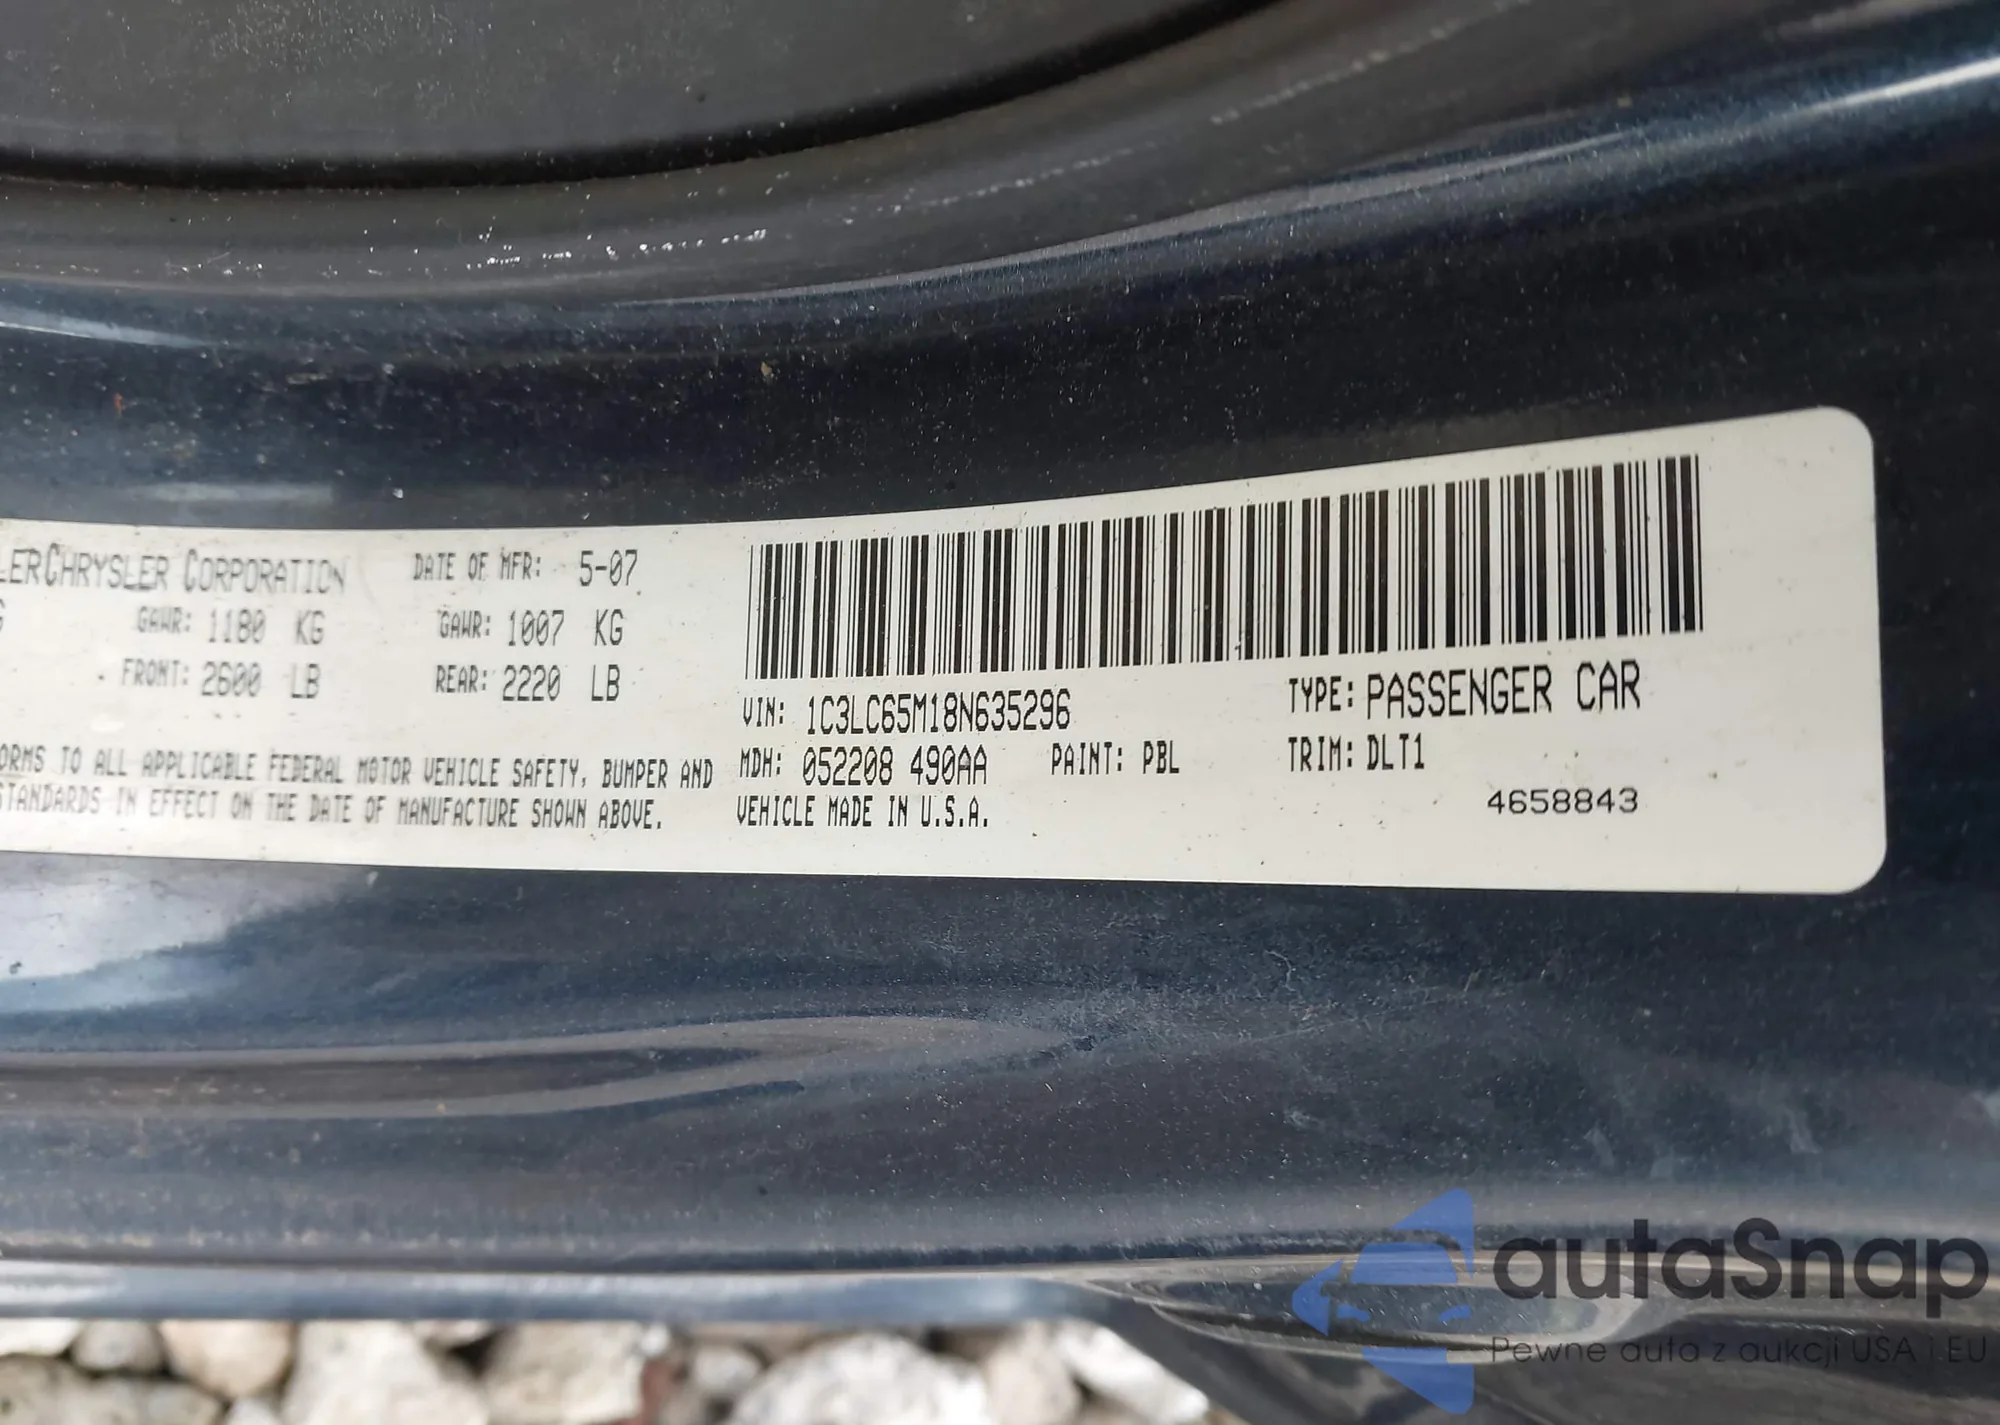 LERCHRYSLER CORPORATION DATE OF MFR: 5-07
GAWR: 1180 KG GAWR: 1007 KG
FRONT: 2600 LB REAR: 2220 LB
VIN: 1C3LC65M18N635296 TYPE: PASSENGER CAR
ORMS TO ALL APPLICABLE FEDERAL MOTOR VEHICLE SAFETY, BUMPER AND
MDH: 052208 490AA PAINT: PBL TRIM: DLT1
STANDARDS IN EFFECT ON THE DATE OF MANUFACTURE SHOWN ABOVE.
VEHICLE MADE IN U.S.A.
4658843
autaSnap
Pewne auta z aukcji USA i EU